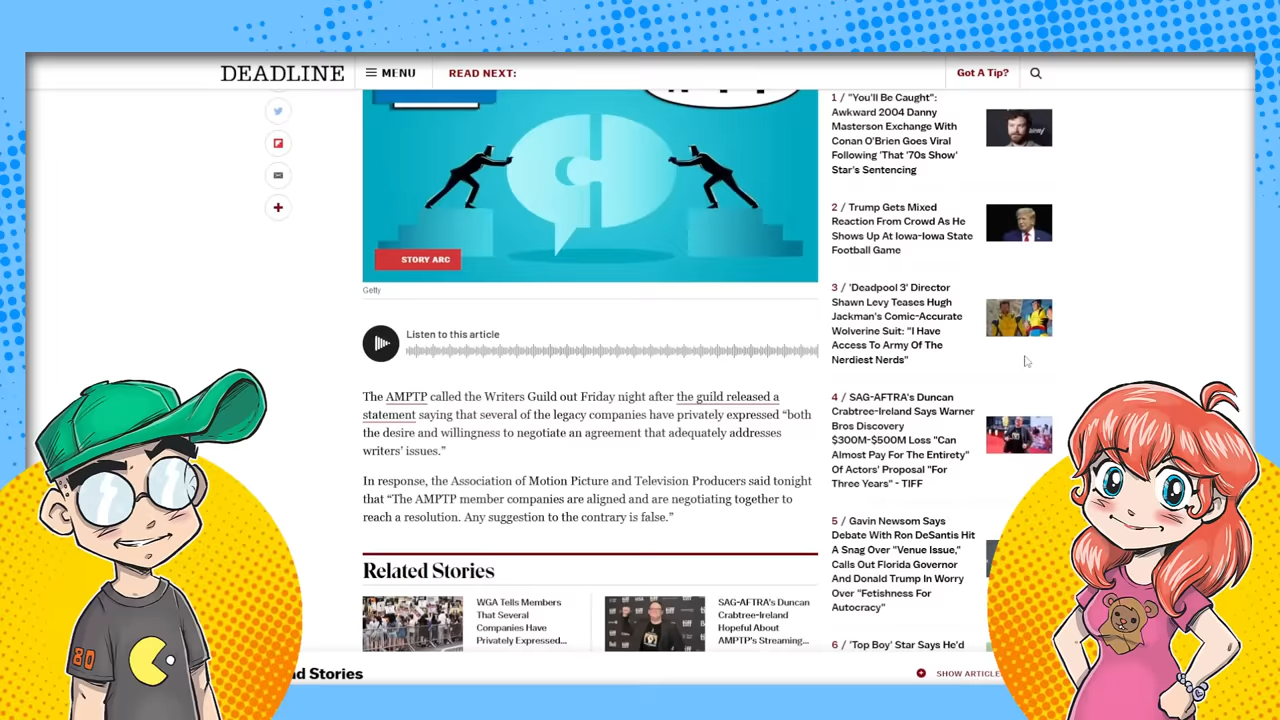 DEADLINE
MENU
READ NEXT:
Got A Tip?
STORY ARC
Getty
Listen to this article
The AMPTP called the Writers Guild out Friday night after the guild released a
statement saying that several of the legacy companies have privately expressed “both
the desire and willingness to negotiate an agreement that adequately addresses
writers’ issues.”
In response, the Association of Motion Picture and Television Producers said tonight
that “The AMPTP member companies are aligned and are negotiating together to
reach a resolution. Any suggestion to the contrary is false.”
Related Stories
WGA Tells Members
That Several
Companies Have
Privately Expressed...
SAG-AFTRA's Duncan
Crabtree-Ireland
Hopeful About
AMPTP's Streaming...
1 / "You'll Be Caught":
Awkward 2004 Danny
Masterson Exchange With
Conan O'Brien Goes Viral
Following 'That '70s Show'
Star's Sentencing
2 / Trump Gets Mixed
Reaction From Crowd As He
Shows Up At Iowa-Iowa State
Football Game
3 / 'Deadpool 3' Director
Shawn Levy Teases Hugh
Jackman's Comic-Accurate
Wolverine Suit: "I Have
Access To Army Of The
Nerdiest Nerds"
4 / SAG-AFTRA's Duncan
Crabtree-Ireland Says Warner
Bros Discovery
$300M-$500M Loss "Can
Almost Pay For The Entirety"
Of Actors' Proposal "For
Three Years" - TIFF
5 / Gavin Newsom Says
Debate With Ron DeSantis Hit
A Snag Over "Venue Issue,"
Calls Out Florida Governor
And Donald Trump In Worry
Over "Fetishness For
Autocracy"
6 / 'Top Boy' Star Says He'd
Stories
SHOW ARTICLE
80